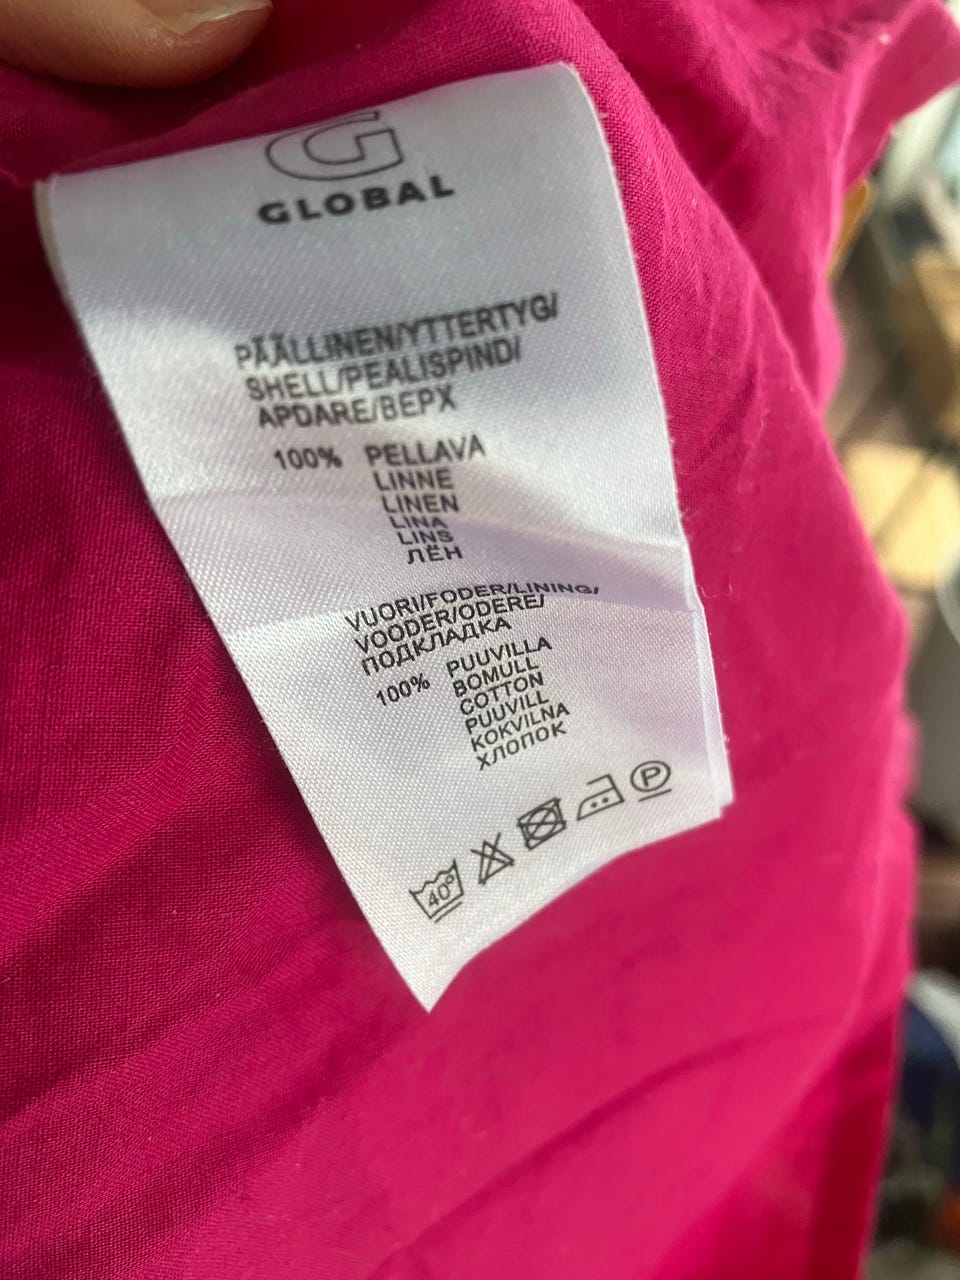 G
GLOBAL
PÄÄLLINEN/YTTERTYG/
SHELL/PEALISPIND/
APDARE/ВЕРХ
100% PELLAVA
LINNE
LINEN
LINA
LINS
ЛЁН
VUORI/FODER/LINING/
VOODER/ODERE/
ПОДКЛАДКА
100% PUUVILLA
BOMULL
COTTON
PUUVILL
KOKVILNA
ХЛОПОК
40° P